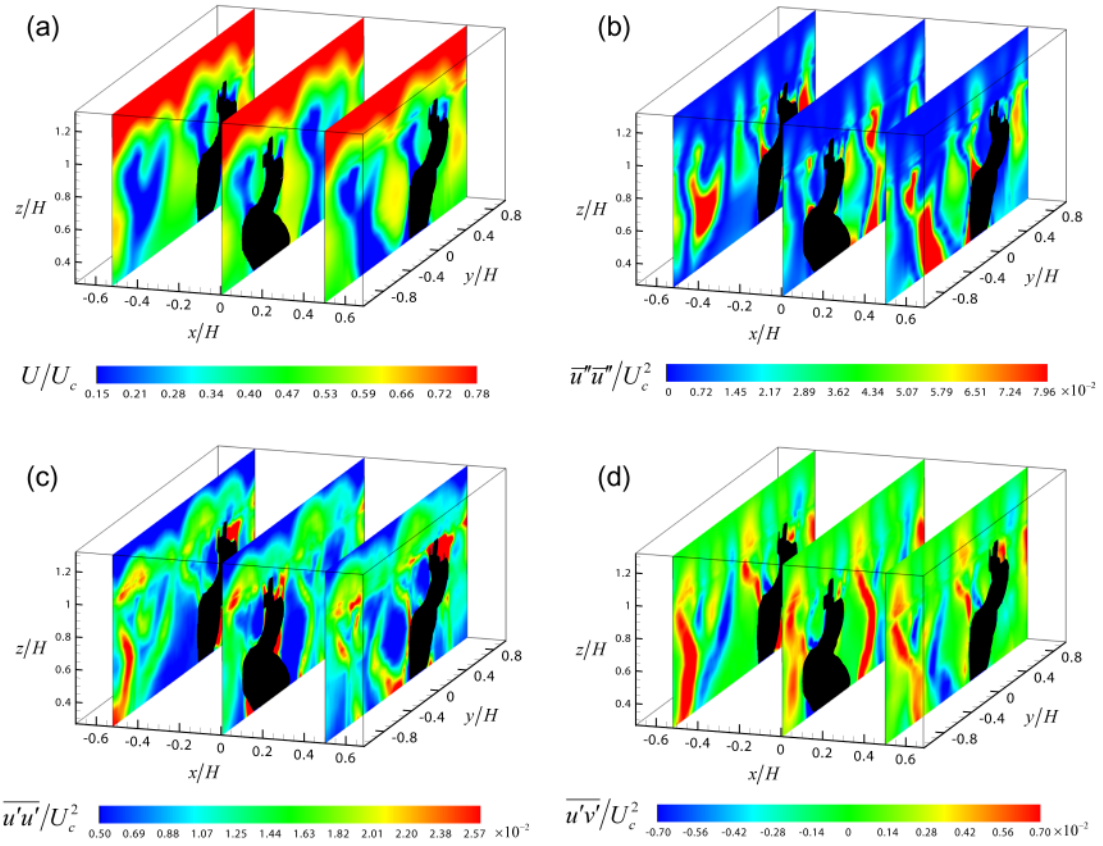 (a)
(b)
1.2
1
0.8
0.6
0.4
z/H
-0.6
-0.4
-0.2
0
0.2
0.4
0.6
x/H
-0.8
-0.4
0
0.4
0.8
y/H
1.2
1
0.8
0.6
0.4
z/H
-0.6
-0.4
-0.2
0
0.2
0.4
0.6
x/H
-0.8
-0.4
0
0.4
0.8
y/H
U/U_c
0.15 0.21 0.28 0.34 0.40 0.47 0.53 0.59 0.66 0.72 0.78
u̅″u̅″/U_c²
0 0.72 1.45 2.17 2.89 3.62 4.34 5.07 5.79 6.51 7.24 7.96 ×10⁻²
(c)
(d)
1.2
1
0.8
0.6
0.4
z/H
-0.6
-0.4
-0.2
0
0.2
0.4
0.6
x/H
-0.8
-0.4
0
0.4
0.8
y/H
1.2
1
0.8
0.6
0.4
z/H
-0.6
-0.4
-0.2
0
0.2
0.4
0.6
x/H
-0.8
-0.4
0
0.4
0.8
y/H
u̅'̅u̅'̅/U_c²
0.50 0.69 0.88 1.07 1.25 1.44 1.63 1.82 2.01 2.20 2.38 2.57 ×10⁻²
u̅'̅v̅'̅/U_c²
-0.70 -0.56 -0.42 -0.28 -0.14 0 0.14 0.28 0.42 0.56 0.70 ×10⁻²